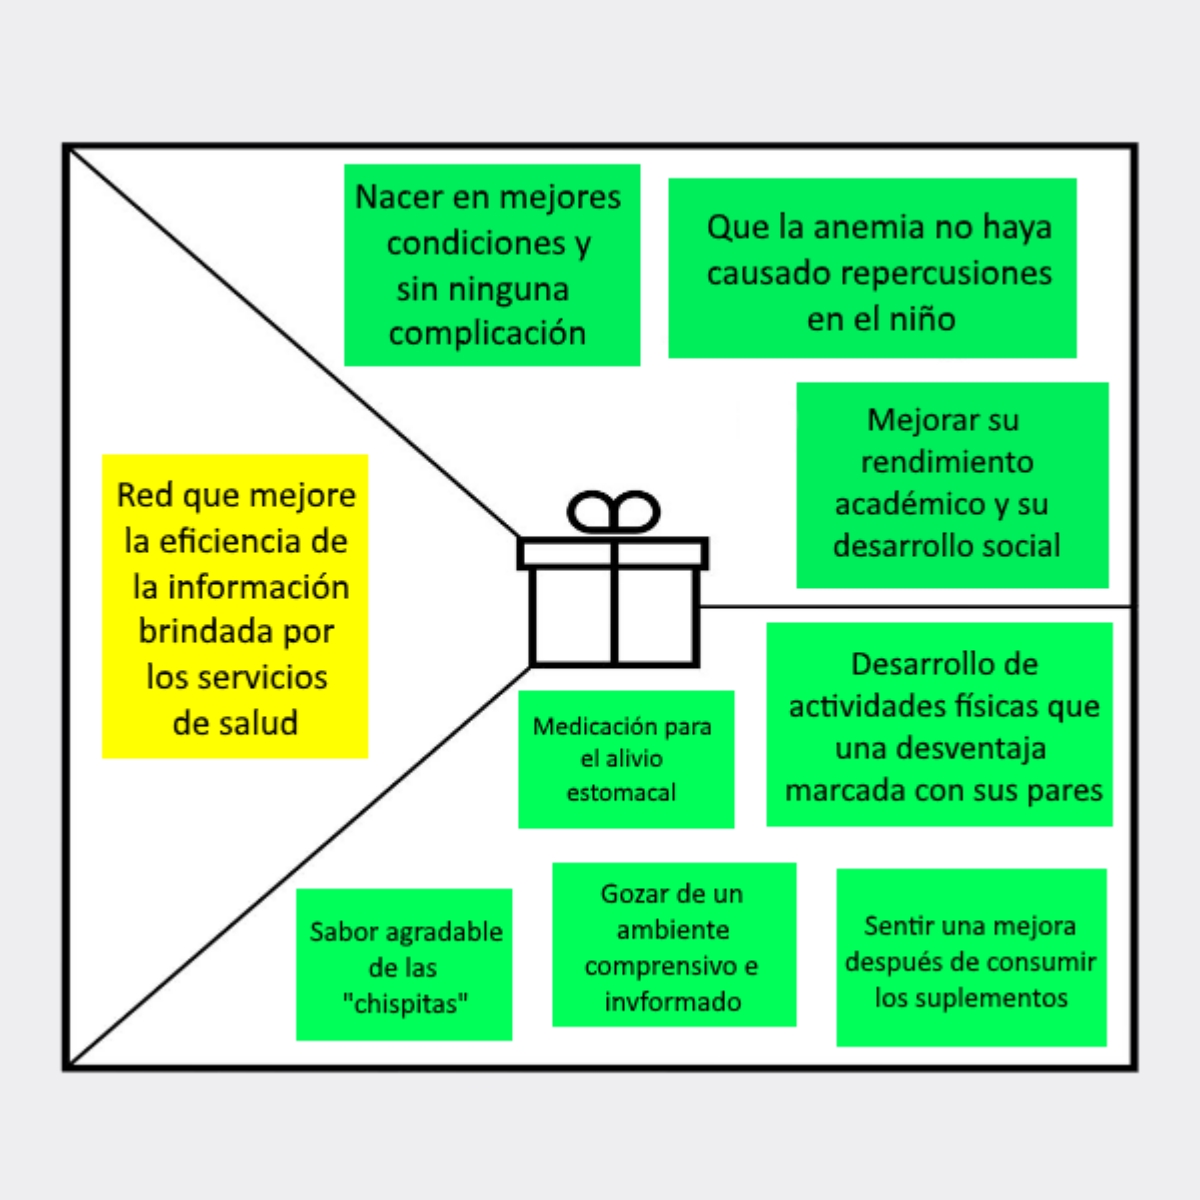 Nacer en mejores
condiciones y
sin ninguna
complicación
Que la anemia no haya
causado repercusiones
en el niño
Mejorar su
rendimiento
académico y su
desarrollo social
Red que mejore
la eficiencia de
la información
brindada por
los servicios
de salud
Desarrollo de
actividades físicas que
una desventaja
marcada con sus pares
Medicación para
el alivio
estomacal
Sabor agradable
de las
"chispitas"
Gozar de un
ambiente
comprensivo e
invformado
Sentir una mejora
después de consumir
los suplementos